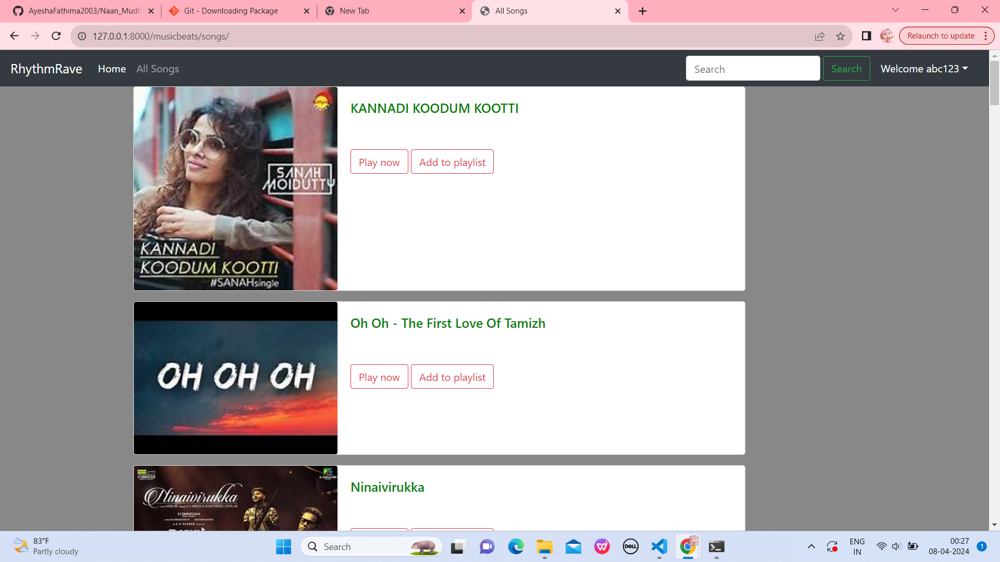 AyeshaFathima2003/Naan_Mudh
Git - Downloading Package
New Tab
All Songs
127.0.0.1:8000/musicbeats/songs/
Relaunch to update
RhythmRave
Home
All Songs
Search
Search
Welcome abc123
KANNADI KOODUM KOOTTI
Play now
Add to playlist
SANAH
MOIDUTTY
KANNADI
KOODUM KOOTTI
#SANAHsingle
Oh Oh - The First Love Of Tamizh
Play now
Add to playlist
OH OH OH
Ninaivirukka
Ninaivirukka
83°F
Partly cloudy
Search
DELL
ENG
IN
00:27
08-04-2024
1